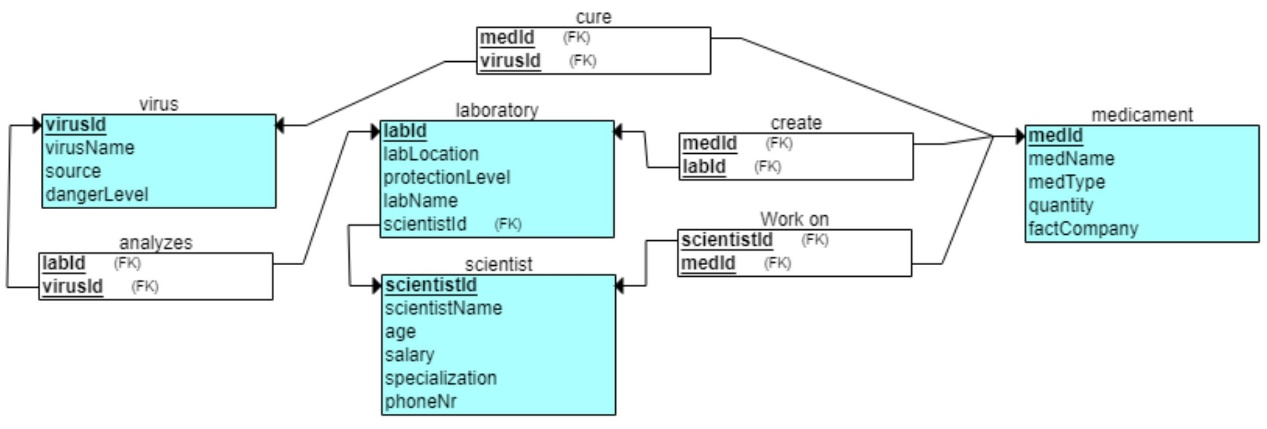 cure
medId (FK)
virusId (FK)
virus
virusId
virusName
source
dangerLevel
laboratory
labId
labLocation
protectionLevel
labName
scientistId (FK)
create
medId (FK)
labId (FK)
medicament
medId
medName
medType
quantity
factCompany
analyzes
labId (FK)
virusId (FK)
Work on
scientistId (FK)
medId (FK)
scientist
scientistId
scientistName
age
salary
specialization
phoneNr